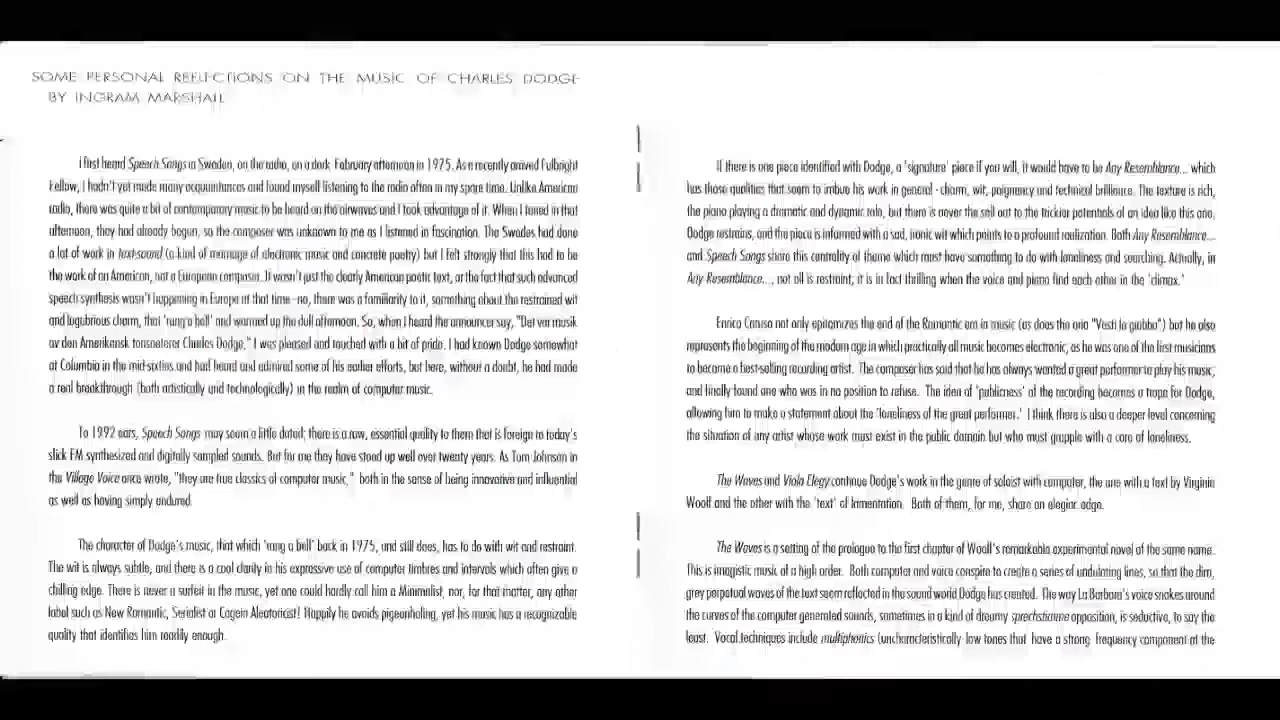 SOME PERSONAL REFLECTIONS ON THE MUSIC OF CHARLES DODGE
BY INGRAM MARSHALL
I first heard Speech Songs in Sweden, on the radio, on a dark February afternoon in 1975. As a recently arrived Fulbright
Fellow, I hadn't yet made many acquaintances and found myself listening to the radio often in my spare time. Unlike American
radio, there was quite a bit of contemporary music to be heard on the airwaves and I took advantage of it. When I tuned in that
afternoon, they had already begun, so the composer was unknown to me as I listened in fascination. The Swedes had done
a lot of work in text-sound (a kind of marriage of electronic music and concrete poetry) but I felt strongly that this had to be
the work of an American, not a European composer. It wasn't just the clearly American poetic text, or the fact that such advanced
speech synthesis wasn't happening in Europe at that time–no, there was a familiarity to it, something about the restrained wit
and lugubrious charm, that 'rang a bell' and warmed up the dull afternoon. So, when I heard the announcer say, "Det var musik
av den Amerikansk tonsaterer Charles Dodge," I was pleased and touched with a bit of pride. I had known Dodge somewhat
at Columbia in the mid-sixties and had heard and admired some of his earlier efforts, but here, without a doubt, he had made
a real breakthrough (both artistically and technologically) in the realm of computer music.
To 1992 ears, Speech Songs may seem a little dated; there is a raw, essential quality to them that is foreign to today's
slick FM synthesized and digitally sampled sounds. But for me they have stood up well over twenty years. As Tom Johnson in
the Village Voice once wrote, "they are true classics of computer music," both in the sense of being innovative and influential
as well as having simply endured.
The character of Dodge's music, that which 'rang a bell' back in 1975, and still does, has to do with wit and restraint.
The wit is always subtle, and there is a cool clarity in his expressive use of computer timbres and intervals which often give a
chilling edge. There is never a surfeit in the music, yet one could hardly call him a Minimalist, nor, for that matter, any other
label such as New Romantic, Serialist or Cagein Aleatoricist! Happily he avoids pigeonholing, yet his music has a recognizable
quality that identifies him readily enough.
If there is one piece identified with Dodge, a 'signature' piece if you will, it would have to be Any Resemblance... which
has those qualities that seem to imbue his work in general - charm, wit, poignancy and technical brilliance. The texture is rich,
the piano playing a dramatic and dynamic role, but there is never the sell out to the trickier potentials of an idea like this one.
Dodge restrains, and the piece is informed with a sad, ironic wit which points to a profound realization. Both Any Resemblance...
and Speech Songs share this centrality of theme which must have something to do with loneliness and searching. Actually, in
Any Resemblance..., not all is restraint; it is in fact thrilling when the voice and piano find each other in the 'climax.'
Enrico Caruso not only epitomizes the end of the Romantic era in music (as does the aria "Vesti la giubba") but he also
represents the beginning of the modern age in which practically all music becomes electronic, as he was one of the first musicians
to become a best-selling recording artist. The composer has said that he has always wanted a great performer to play his music,
and finally found one who was in no position to refuse. The idea of 'publicness' of the recording becomes a trope for Dodge,
allowing him to make a statement about the 'loneliness of the great performer.' I think there is also a deeper level concerning
the situation of any artist whose work must exist in the public domain but who must grapple with a core of loneliness.
The Waves and Viola Elegy continue Dodge's work in the genre of soloist with computer, the one with a text by Virginia
Woolf and the other with the 'text' of lamentation. Both of them, for me, share an elegiac edge.
The Waves is a setting of the prologue to the first chapter of Woolf's remarkable experimental novel of the same name.
This is imagistic music of a high order. Both computer and voice conspire to create a series of undulating lines, so that the dim,
grey perpetual waves of the text seem reflected in the sound world Dodge has created. The way La Barbara's voice snakes around
the curves of the computer generated sounds, sometimes in a kind of dreamy sprechstimme opposition, is seductive, to say the
least. Vocal techniques include multiphonics (uncharacteristically low tones that have a strong frequency component at the